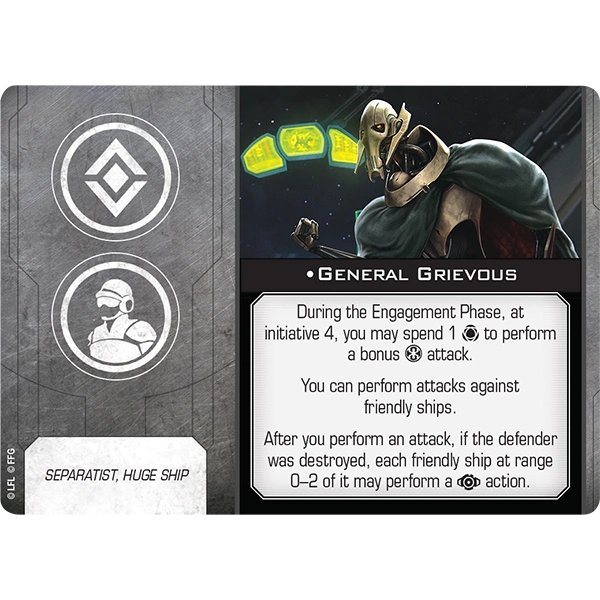 •GENERAL GRIEVOUS
During the Engagement Phase, at
initiative 4, you may spend 1 to perform
a bonus attack.
You can perform attacks against
friendly ships.
After you perform an attack, if the defender
was destroyed, each friendly ship at range
0–2 of it may perform a action.
SEPARATIST, HUGE SHIP
© LFL © FFG